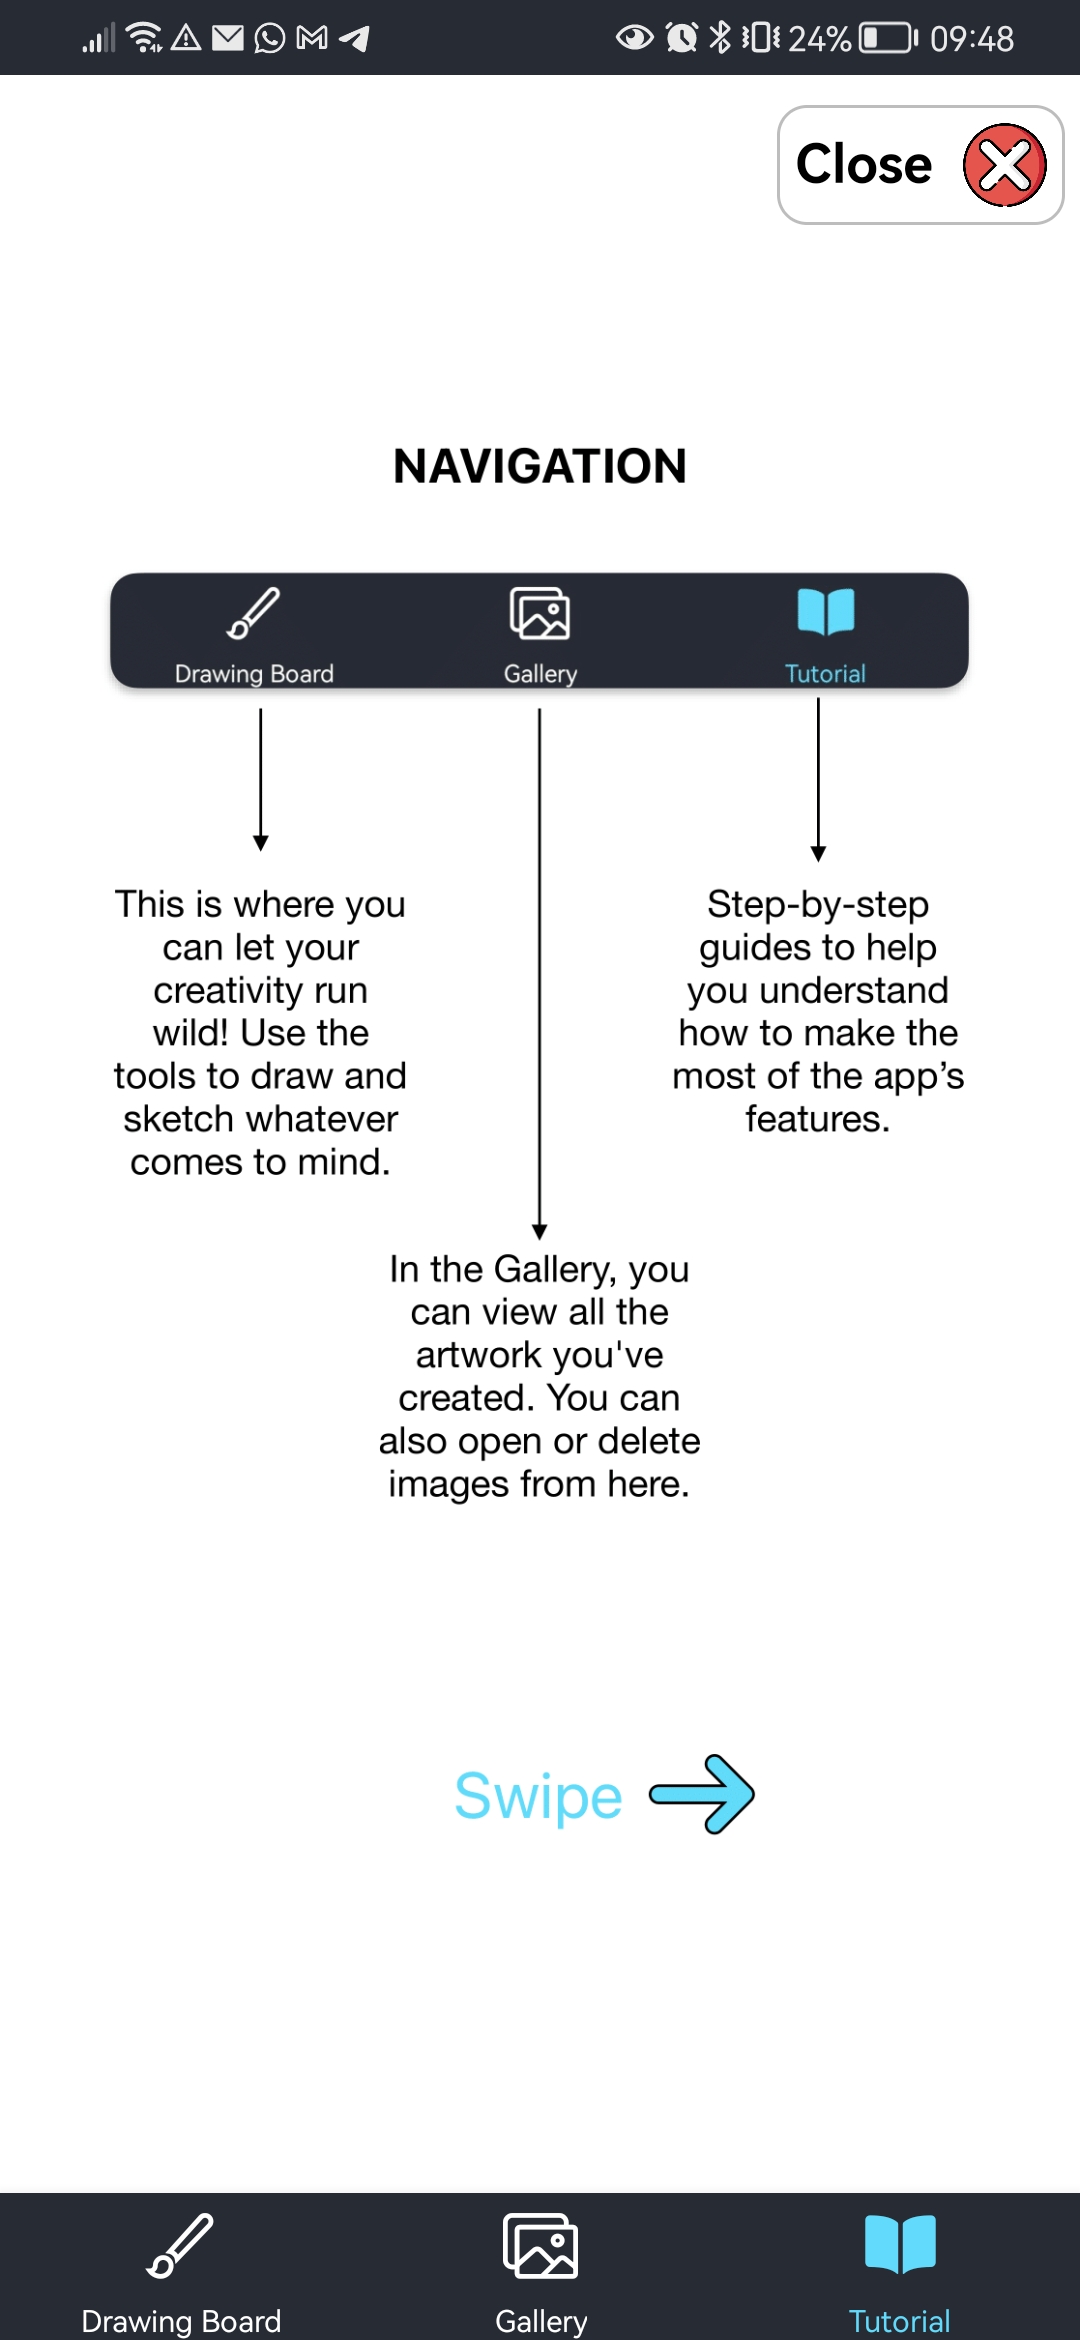 24% 09:48
Close
NAVIGATION
Drawing Board
Gallery
Tutorial
This is where you
can let your
creativity run
wild! Use the
tools to draw and
sketch whatever
comes to mind.
Step-by-step
guides to help
you understand
how to make the
most of the app’s
features.
In the Gallery, you
can view all the
artwork you've
created. You can
also open or delete
images from here.
Swipe
Drawing Board
Gallery
Tutorial